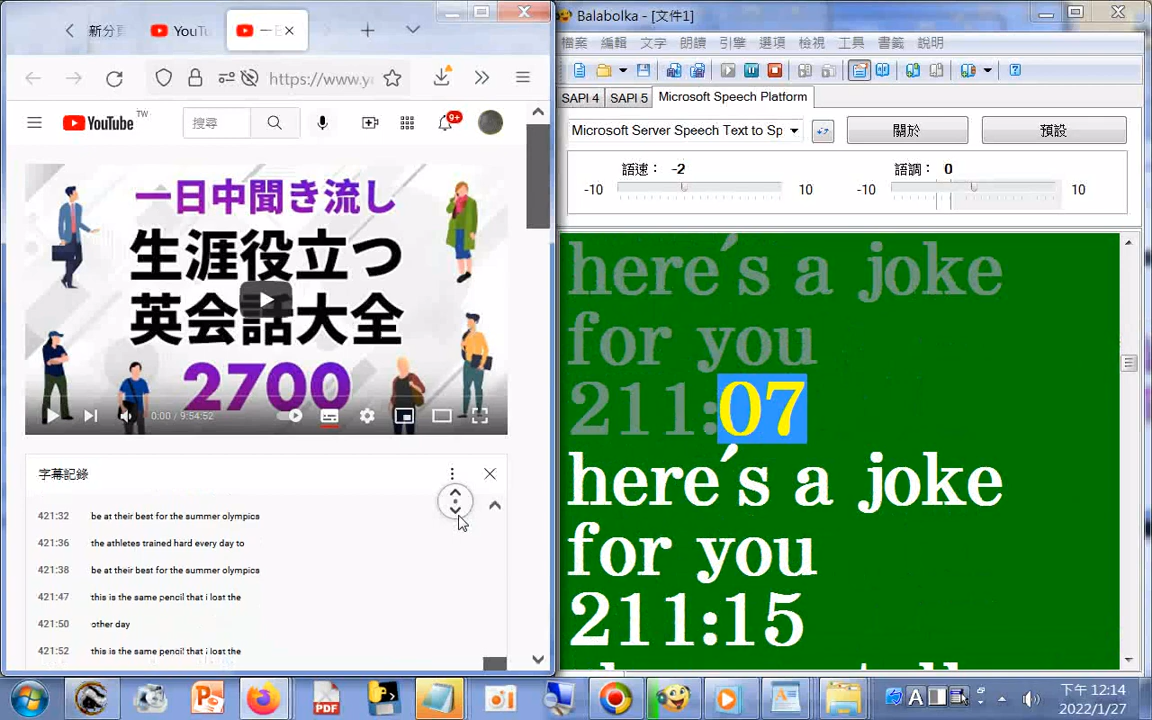 新分頁
YouTu
一 E
https://www.y
YouTube TW
搜尋
9+
一日中聞き流し
生涯役立つ
英会話大全
2700
0:00 / 9:54:52
字幕記錄
421:32 be at their best for the summer olympics
421:36 the athletes trained hard every day to
421:38 be at their best for the summer olympics
421:47 this is the same pencil that i lost the
421:50 other day
421:52 this is the same pencil that i lost the
Balabolka - [文件1]
檔案 編輯 文字 朗讀 引擎 選項 檢視 工具 書籤 說明
SAPI 4 SAPI 5 Microsoft Speech Platform
Microsoft Server Speech Text to Sp
關於
預設
語速： -2
語調： 0
-10 10
-10 10
here's a joke
for you
211:07
here's a joke
for you
211:15
PDF
A
下午 12:14
2022/1/27